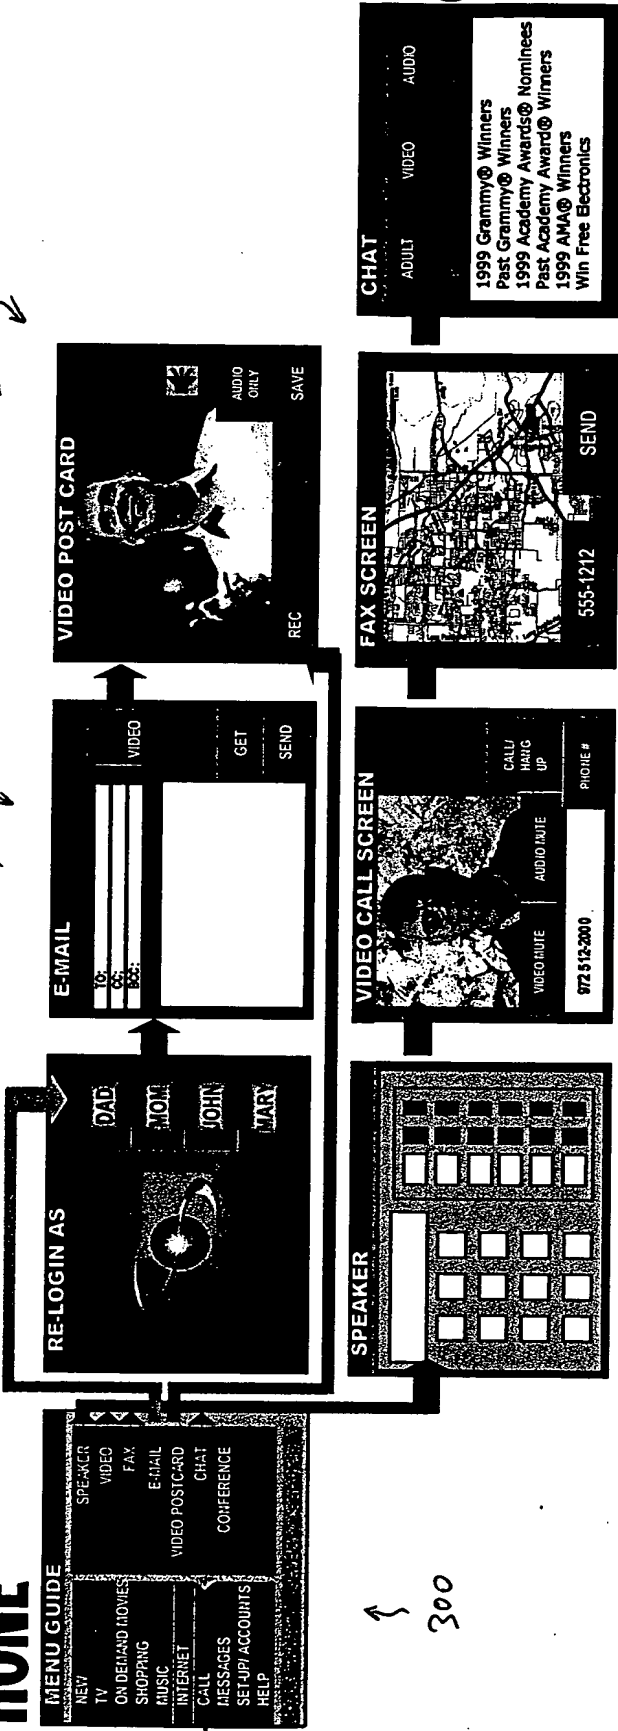 MENU GUIDE
NEW
TV
ON DEMAND MOVIES
SHOPPING
MUSIC
INTERNET
CALL
MESSAGES
SET-UP/ ACCOUNTS
HELP
SPEAKER
VIDEO
FAX
E-MAIL
VIDEO POSTCARD
CHAT
CONFERENCE
RE-LOGIN AS
DAD
MOM
JOHN
MARY
E-MAIL
TO:
CC:
BCC:
VIDEO
GET
SEND
VIDEO POST CARD
AUDIO
ONLY
REC
SAVE
SPEAKER
VIDEO CALL SCREEN
VIDEO MUTE
AUDIO MUTE
CALL/
HANG
UP
972 512-2000
PHONE #
FAX SCREEN
555-1212
SEND
CHAT
ADULT
VIDEO
AUDIO
1999 Grammy® Winners
Past Grammy® Winners
1999 Academy Awards® Nominees
Past Academy Award® Winners
1999 AMA® Winners
Win Free Electronics
300